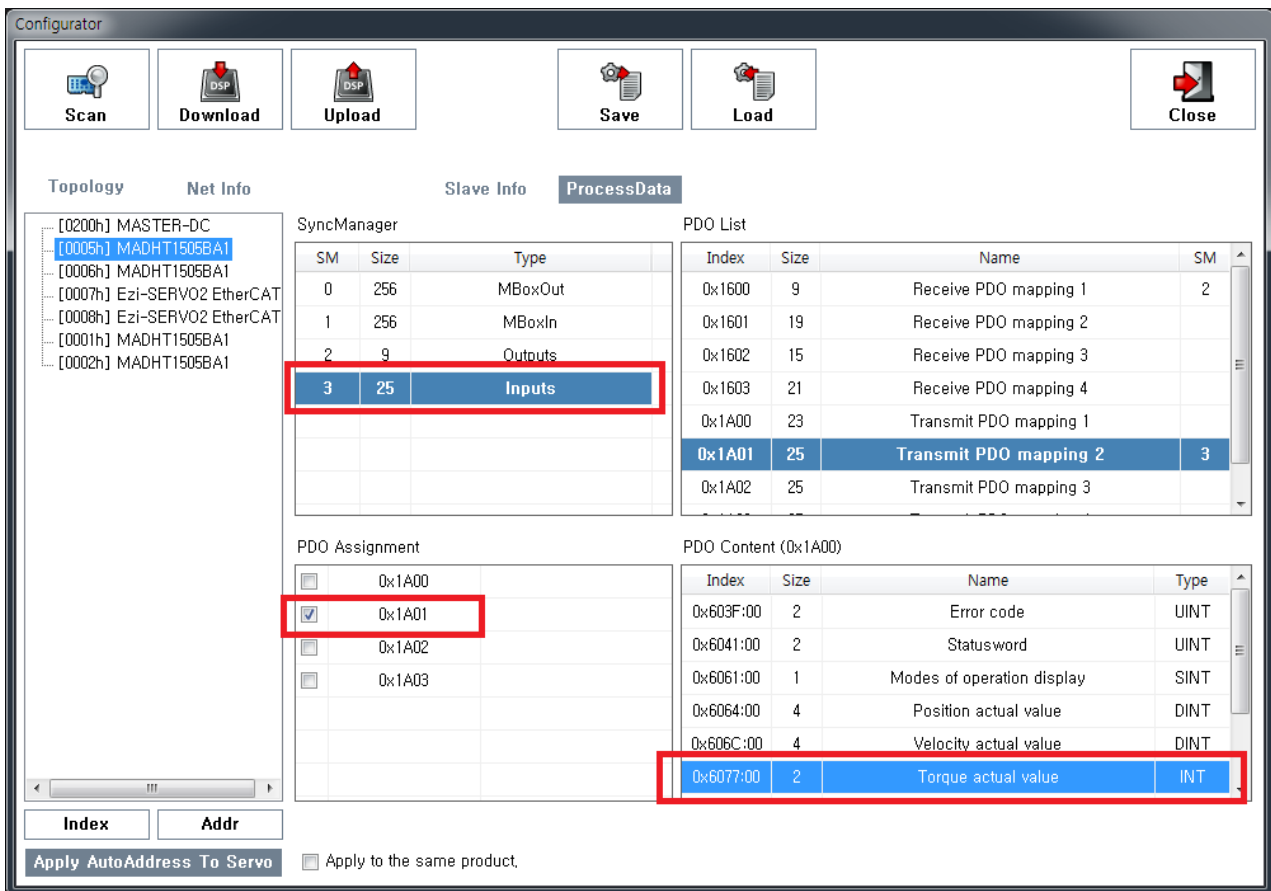 Configurator
Scan
Download
Upload
Save
Load
Close
Topology Net Info Slave Info ProcessData
[0200h] MASTER-DC
[0005h] MADHT1505BA1
[0006h] MADHT1505BA1
[0007h] Ezi-SERVO2 EtherCAT
[0008h] Ezi-SERVO2 EtherCAT
[0001h] MADHT1505BA1
[0002h] MADHT1505BA1
SyncManager
SM Size Type
0 256 MBoxOut
1 256 MBoxIn
2 9 Outputs
3 25 Inputs
PDO List
Index Size Name SM
0x1600 9 Receive PDO mapping 1 2
0x1601 19 Receive PDO mapping 2
0x1602 15 Receive PDO mapping 3
0x1603 21 Receive PDO mapping 4
0x1A00 23 Transmit PDO mapping 1
0x1A01 25 Transmit PDO mapping 2 3
0x1A02 25 Transmit PDO mapping 3
PDO Assignment
0x1A00
0x1A01
0x1A02
0x1A03
PDO Content (0x1A00)
Index Size Name Type
0x603F:00 2 Error code UINT
0x6041:00 2 Statusword UINT
0x6061:00 1 Modes of operation display SINT
0x6064:00 4 Position actual value DINT
0x606C:00 4 Velocity actual value DINT
0x6077:00 2 Torque actual value INT
Index Addr
Apply AutoAddress To Servo
Apply to the same product,